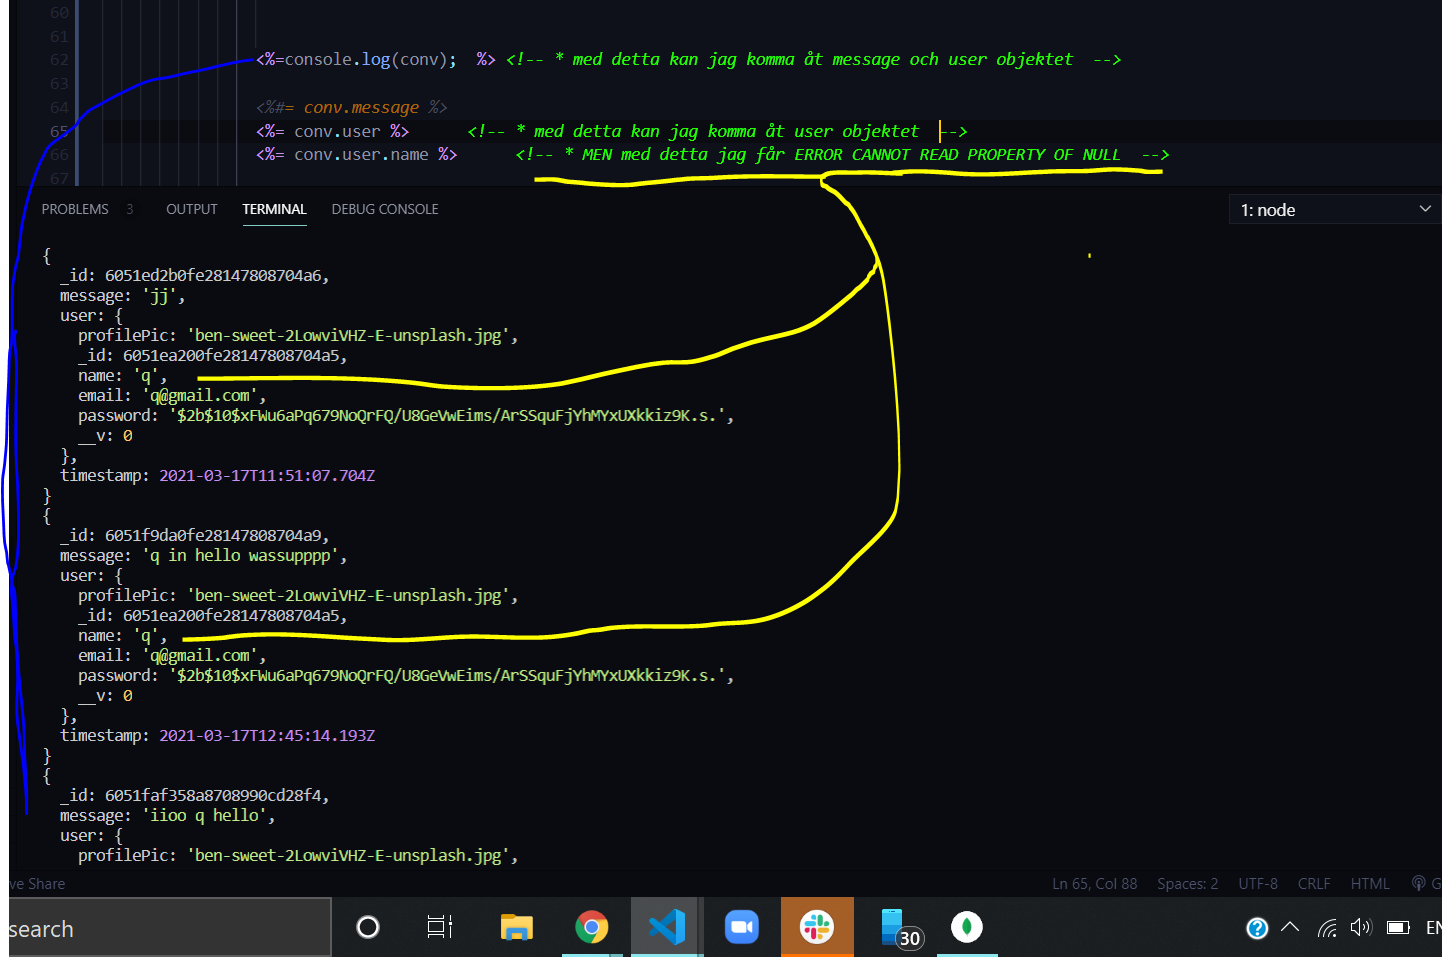 60
61
62 <%=console.log(conv);  %> <!-- * med detta kan jag komma åt message och user objektet  -->
63
64 <%#= conv.message %>
65 <%= conv.user %>      <!-- * med detta kan jag komma åt user objektet  -->
66 <%= conv.user.name %>      <!-- * MEN med detta jag får ERROR CANNOT READ PROPERTY OF NULL  -->
67
PROBLEMS 3 OUTPUT TERMINAL DEBUG CONSOLE 1: node
{
_id: 6051ed2b0fe28147808704a6,
message: 'jj',
user: {
profilePic: 'ben-sweet-2LowviVHZ-E-unsplash.jpg',
_id: 6051ea200fe28147808704a5,
name: 'q',
email: 'q@gmail.com',
password: '$2b$10$xFWu6aPq679NoQrFQ/U8GeVwEims/ArSSquFjYhMYxUXkkiz9K.s.',
__v: 0
},
timestamp: 2021-03-17T11:51:07.704Z
}
{
_id: 6051f9da0fe28147808704a9,
message: 'q in hello wassupppp',
user: {
profilePic: 'ben-sweet-2LowviVHZ-E-unsplash.jpg',
_id: 6051ea200fe28147808704a5,
name: 'q',
email: 'q@gmail.com',
password: '$2b$10$xFWu6aPq679NoQrFQ/U8GeVwEims/ArSSquFjYhMYxUXkkiz9K.s.',
__v: 0
},
timestamp: 2021-03-17T12:45:14.193Z
}
{
_id: 6051faf358a8708990cd28f4,
message: 'iioo q hello',
user: {
profilePic: 'ben-sweet-2LowviVHZ-E-unsplash.jpg',
ve Share Ln 65, Col 88 Spaces: 2 UTF-8 CRLF HTML G
search 30 EN